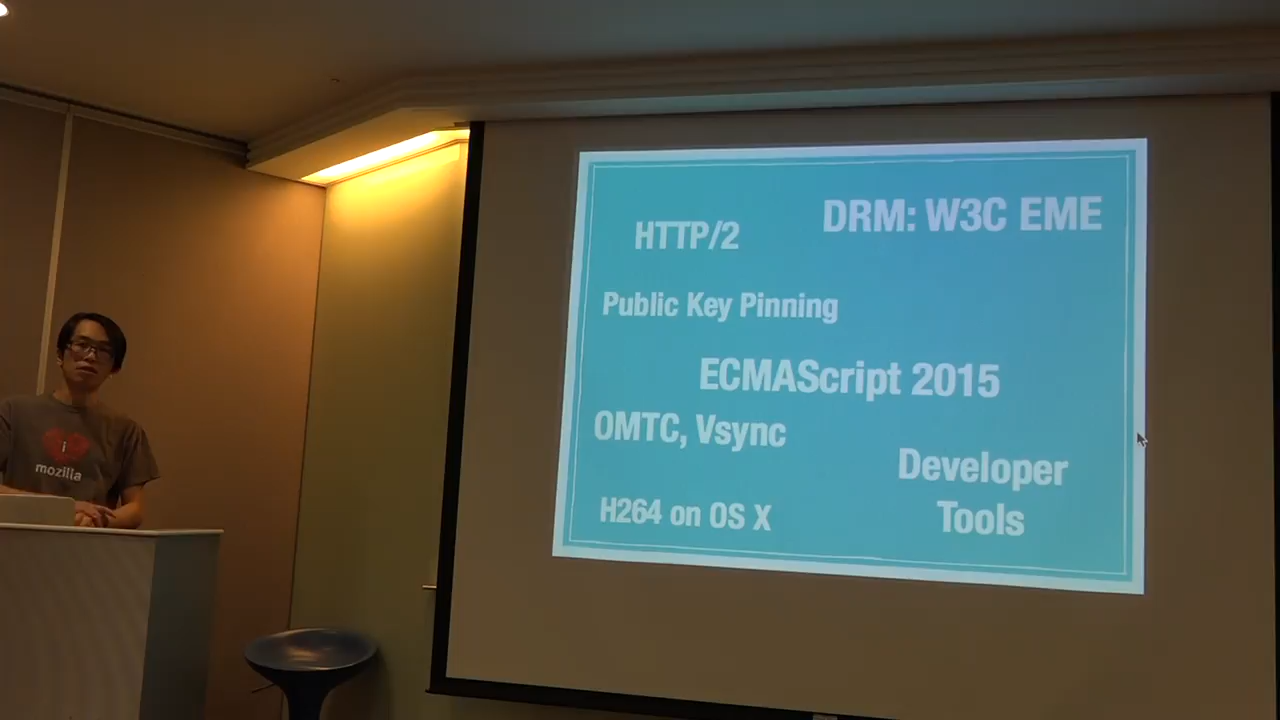 DRM: W3C EME
HTTP/2
Public Key Pinning
ECMAScript 2015
OMTC, Vsync
Developer
Tools
H264 on OS X
i
mozilla